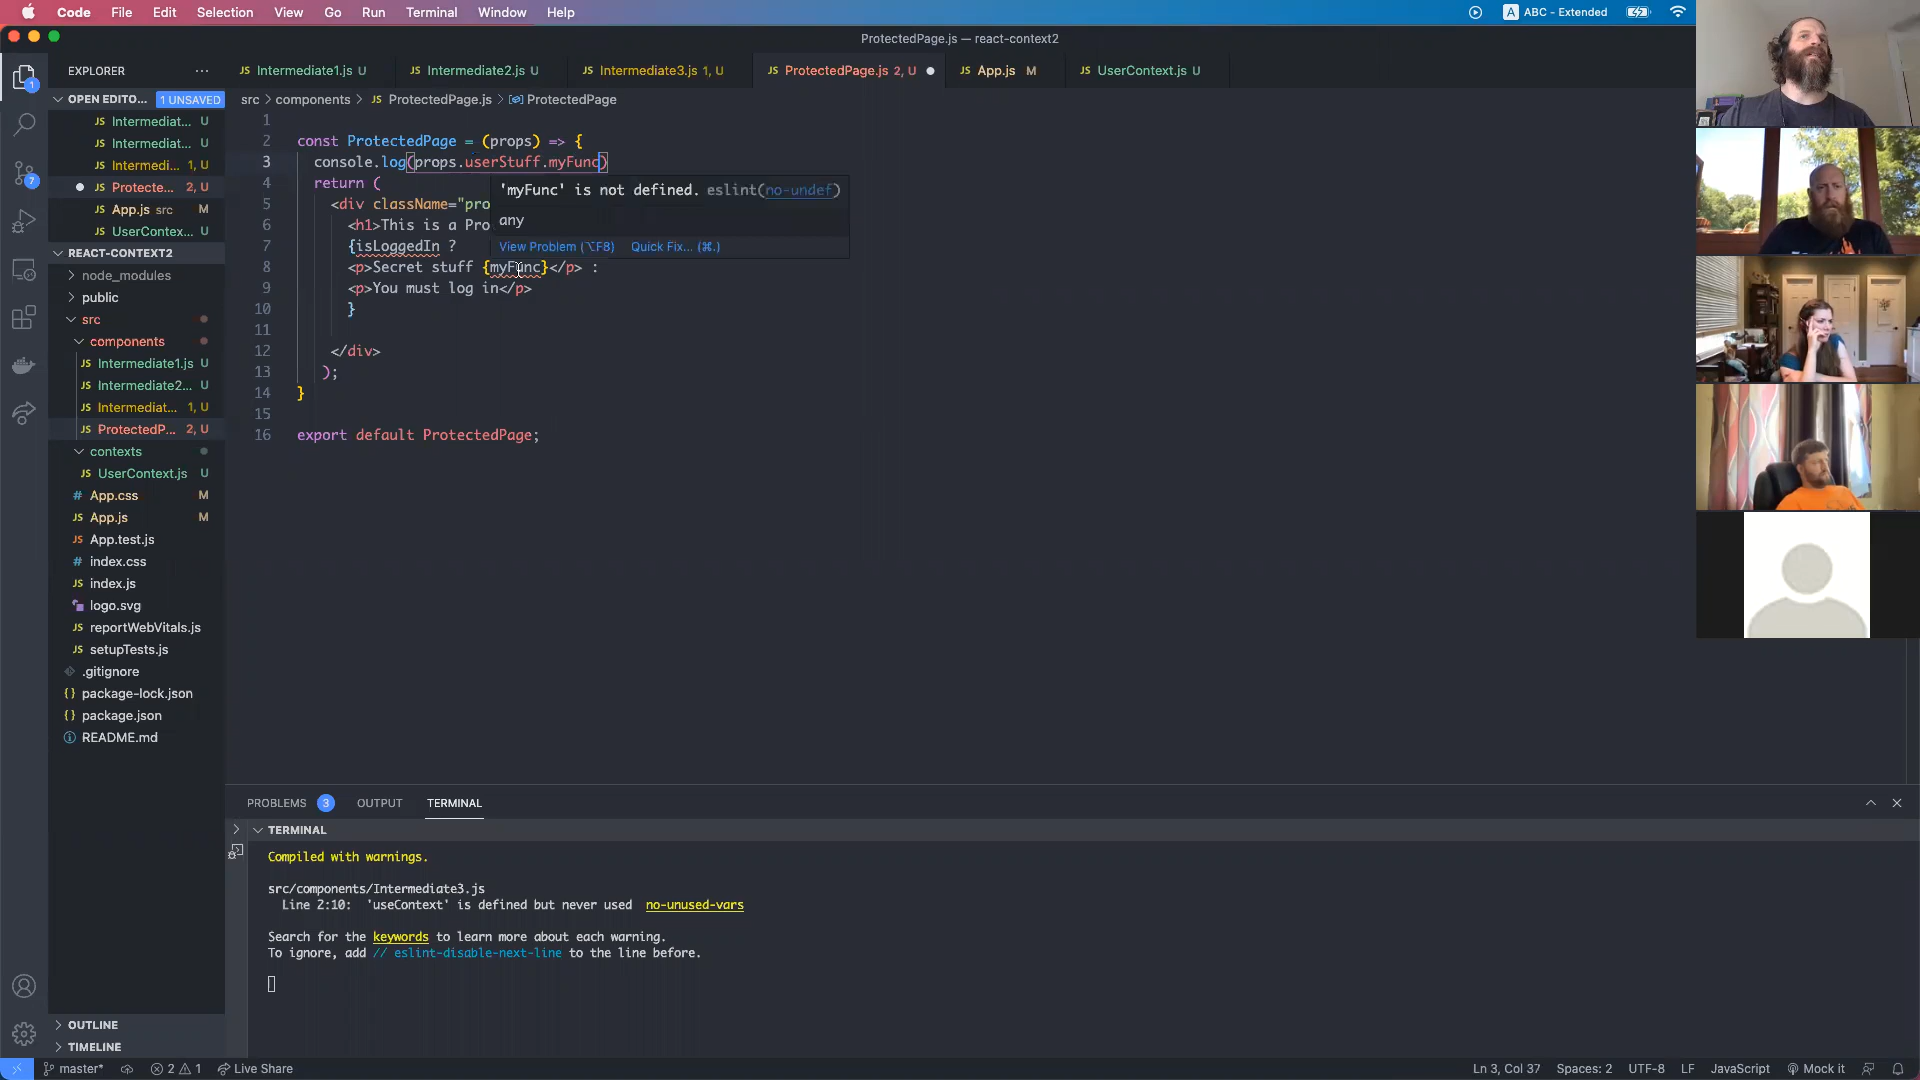 Code File Edit Selection View Go Run Terminal Window Help
A ABC - Extended
ProtectedPage.js — react-context2
EXPLORER ...
JS Intermediate1.js U
JS Intermediate2.js U
JS Intermediate3.js 1, U
JS ProtectedPage.js 2, U
JS App.js M
JS UserContext.js U
OPEN EDITO... 1 UNSAVED
JS Intermediat... U
JS Intermediat... U
JS Intermedi... 1, U
JS Protecte... 2, U
JS App.js src M
JS UserContex... U
REACT-CONTEXT2
node_modules
public
src
components
JS Intermediate1.js U
JS Intermediate2... U
JS Intermediat... 1, U
JS ProtectedP... 2, U
contexts
JS UserContext.js U
# App.css M
JS App.js M
JS App.test.js
# index.css
JS index.js
logo.svg
JS reportWebVitals.js
JS setupTests.js
.gitignore
{} package-lock.json
{} package.json
README.md
OUTLINE
TIMELINE
1
7
src > components > JS ProtectedPage.js > ProtectedPage
1
2 const ProtectedPage = (props) => {
3 console.log(props.userStuff.myFunc)
4 return (
5 <div className="pro
6 <h1>This is a Pro
7 {isLoggedIn ?
8 <p>Secret stuff {myFunc}</p> :
9 <p>You must log in</p>
10 }
11
12 </div>
13 );
14 }
15
16 export default ProtectedPage;
'myFunc' is not defined. eslint(no-undef)
any
View Problem (⌥F8) Quick Fix... (⌘.)
PROBLEMS 3 OUTPUT TERMINAL
TERMINAL
Compiled with warnings.
src/components/Intermediate3.js
Line 2:10: 'useContext' is defined but never used no-unused-vars
Search for the keywords to learn more about each warning.
To ignore, add // eslint-disable-next-line to the line before.
master* 2 1 Live Share
Ln 3, Col 37 Spaces: 2 UTF-8 LF JavaScript Mock it